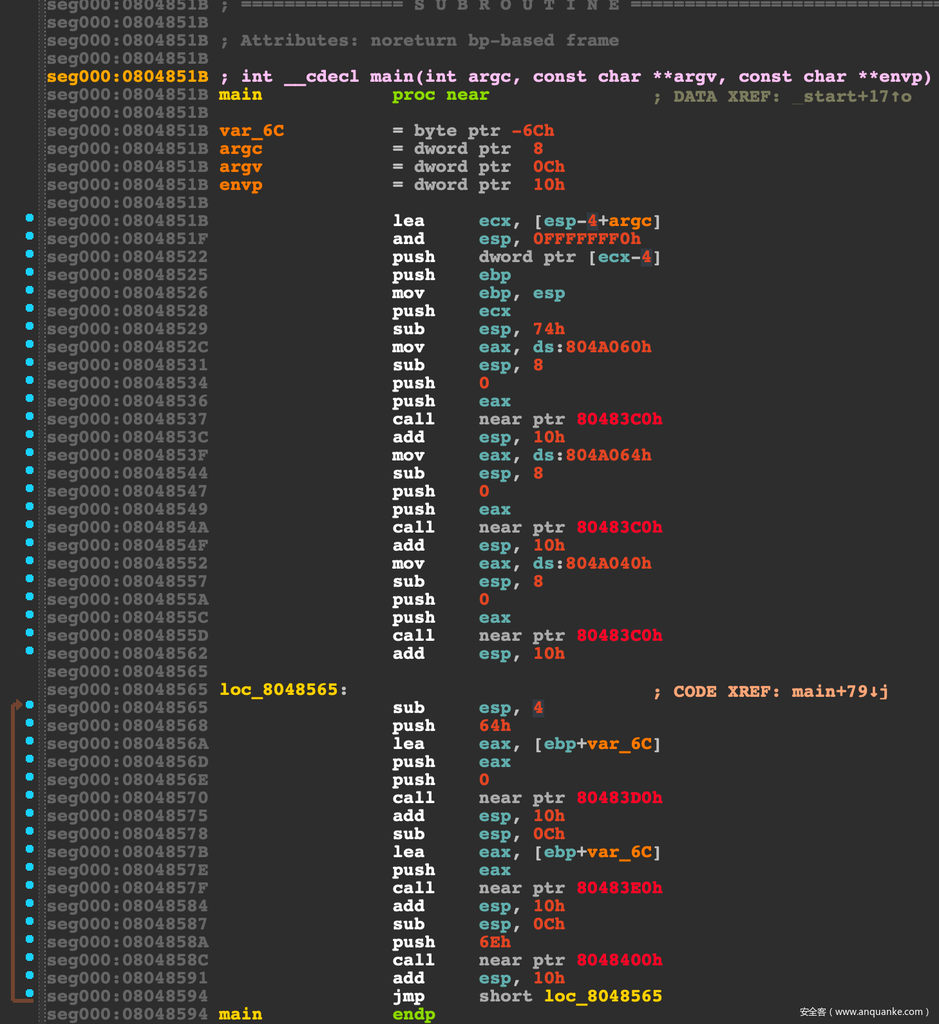 seg000:0804851B ; =============== S U B R O U T I N E =============================
seg000:0804851B
seg000:0804851B ; Attributes: noreturn bp-based frame
seg000:0804851B
seg000:0804851B ; int __cdecl main(int argc, const char **argv, const char **envp)
seg000:0804851B main proc near ; DATA XREF: _start+17↑o
seg000:0804851B
seg000:0804851B var_6C = byte ptr -6Ch
seg000:0804851B argc = dword ptr 8
seg000:0804851B argv = dword ptr 0Ch
seg000:0804851B envp = dword ptr 10h
seg000:0804851B
seg000:0804851B lea ecx, [esp-4+argc]
seg000:0804851F and esp, 0FFFFFFF0h
seg000:08048522 push dword ptr [ecx-4]
seg000:08048525 push ebp
seg000:08048526 mov ebp, esp
seg000:08048528 push ecx
seg000:08048529 sub esp, 74h
seg000:0804852C mov eax, ds:804A060h
seg000:08048531 sub esp, 8
seg000:08048534 push 0
seg000:08048536 push eax
seg000:08048537 call near ptr 80483C0h
seg000:0804853C add esp, 10h
seg000:0804853F mov eax, ds:804A064h
seg000:08048544 sub esp, 8
seg000:08048547 push 0
seg000:08048549 push eax
seg000:0804854A call near ptr 80483C0h
seg000:0804854F add esp, 10h
seg000:08048552 mov eax, ds:804A040h
seg000:08048557 sub esp, 8
seg000:0804855A push 0
seg000:0804855C push eax
seg000:0804855D call near ptr 80483C0h
seg000:08048562 add esp, 10h
seg000:08048565
seg000:08048565 loc_8048565: ; CODE XREF: main+79↓j
seg000:08048565 sub esp, 4
seg000:08048568 push 64h
seg000:0804856A lea eax, [ebp+var_6C]
seg000:0804856D push eax
seg000:0804856E push 0
seg000:08048570 call near ptr 80483D0h
seg000:08048575 add esp, 10h
seg000:08048578 sub esp, 0Ch
seg000:0804857B lea eax, [ebp+var_6C]
seg000:0804857E push eax
seg000:0804857F call near ptr 80483E0h
seg000:08048584 add esp, 10h
seg000:08048587 sub esp, 0Ch
seg000:0804858A push 6Eh
seg000:0804858C call near ptr 8048400h
seg000:08048591 add esp, 10h
seg000:08048594 jmp short loc_8048565
seg000:08048594 main endp
安全客（www.anquanke.com）